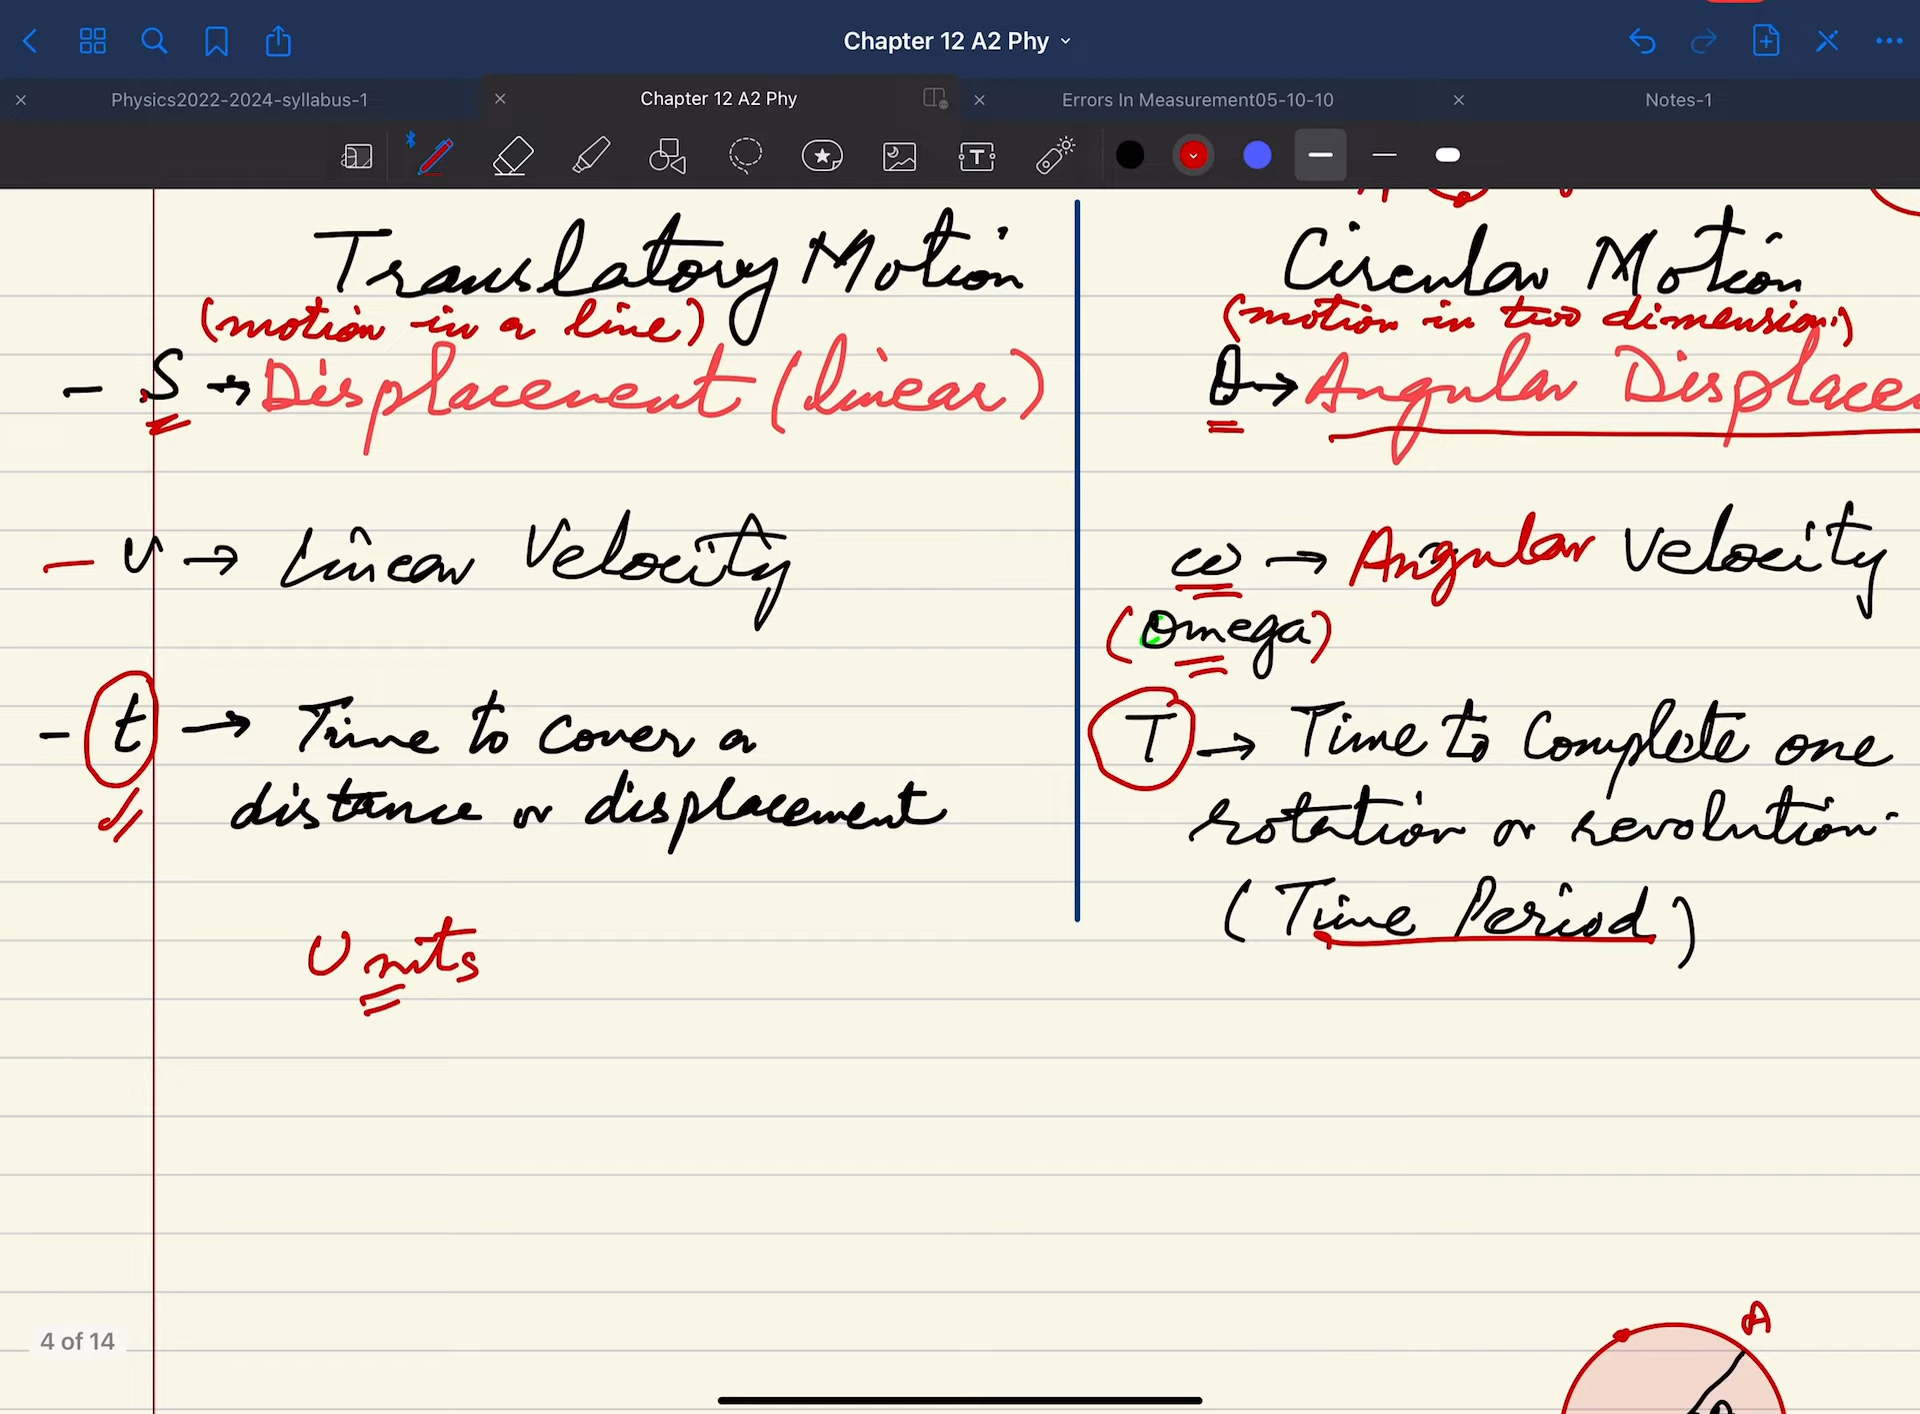 Chapter 12 A2 Phy
Physics2022-2024-syllabus-1
Chapter 12 A2 Phy
Errors In Measurement05-10-10
Notes-1
Translatory Motion
(motion in a line)
- S → Displacement (linear)
- v → Linear Velocity
- t → Time to cover a
distance or displacement
Units
Circular Motion
(motion in two dimension.)
θ → Angular Displace
ω → Angular Velocity
(Omega)
T → Time to Complete one
rotation or revolution.
(Time Period)
A
4 of 14